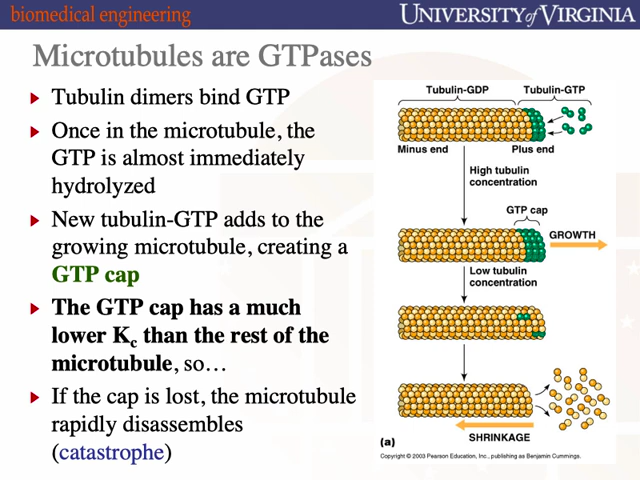 biomedical engineering
UNIVERSITY of VIRGINIA
Microtubules are GTPases
Tubulin dimers bind GTP
Once in the microtubule, the
GTP is almost immediately
hydrolyzed
New tubulin-GTP adds to the
growing microtubule, creating a
GTP cap
The GTP cap has a much
lower Kc than the rest of the
microtubule, so…
If the cap is lost, the microtubule
rapidly disassembles
(catastrophe)
Tubulin-GDP
Tubulin-GTP
Minus end
Plus end
High tubulin
concentration
GTP cap
GROWTH
Low tubulin
concentration
SHRINKAGE
(a)
Copyright © 2003 Pearson Education, Inc., publishing as Benjamin Cummings.